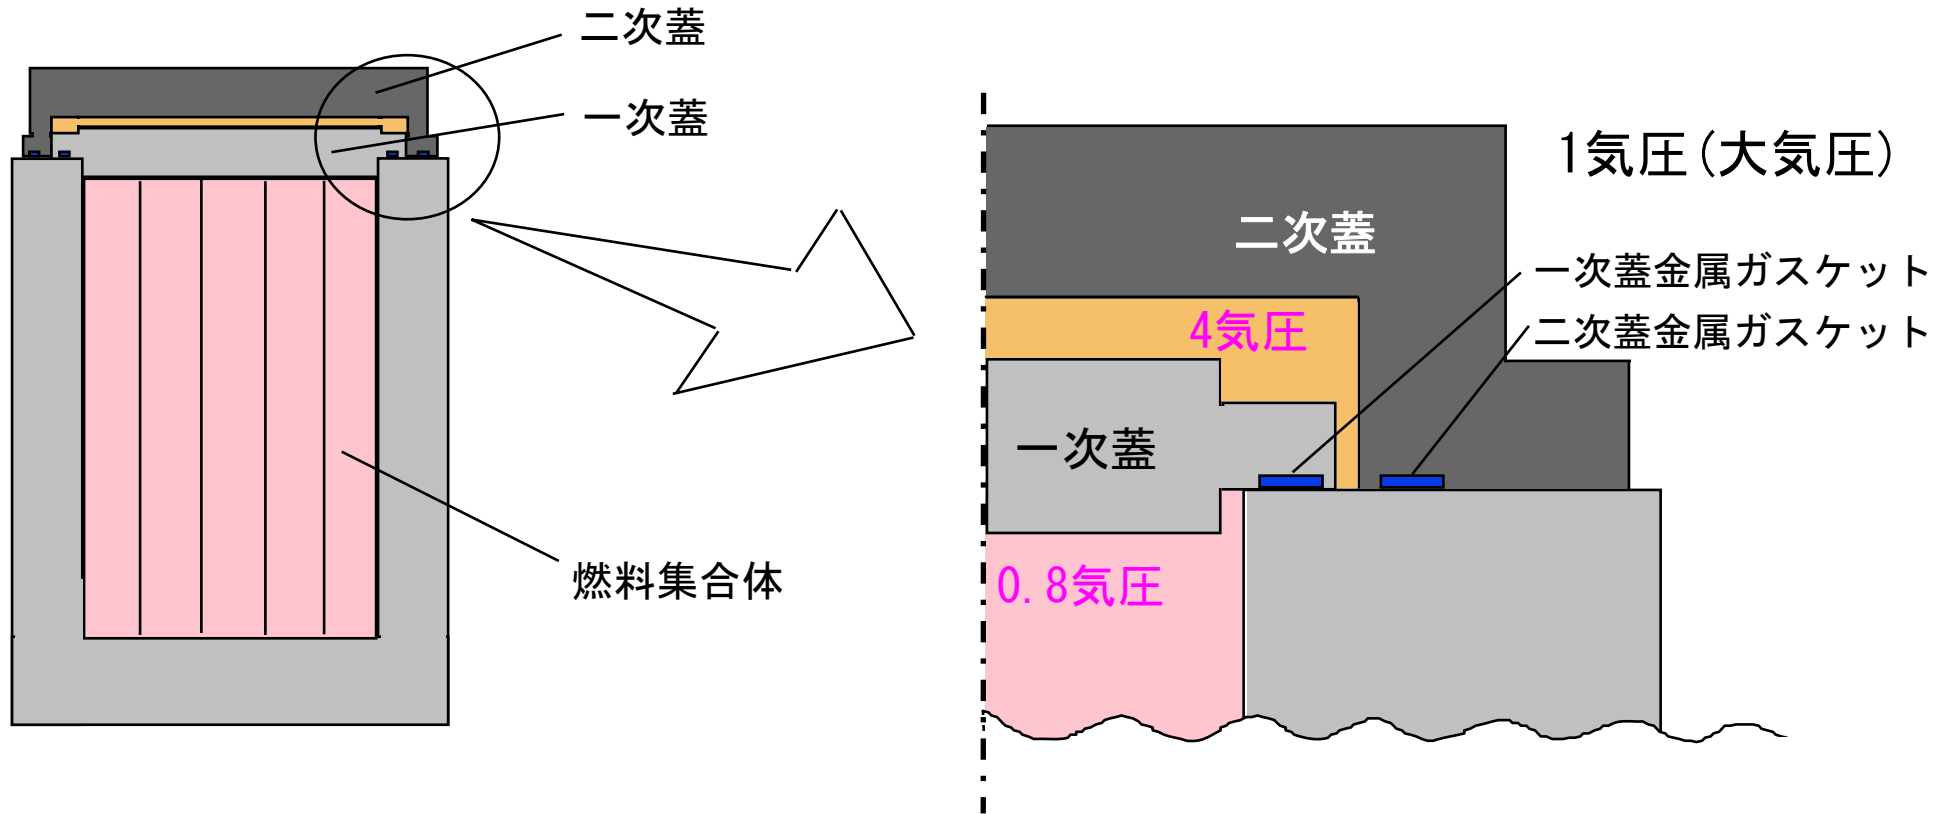 二次蓋
一次蓋
燃料集合体
1気圧(大気圧)
二次蓋
一次蓋金属ガスケット
二次蓋金属ガスケット
4気圧
一次蓋
0.8気圧